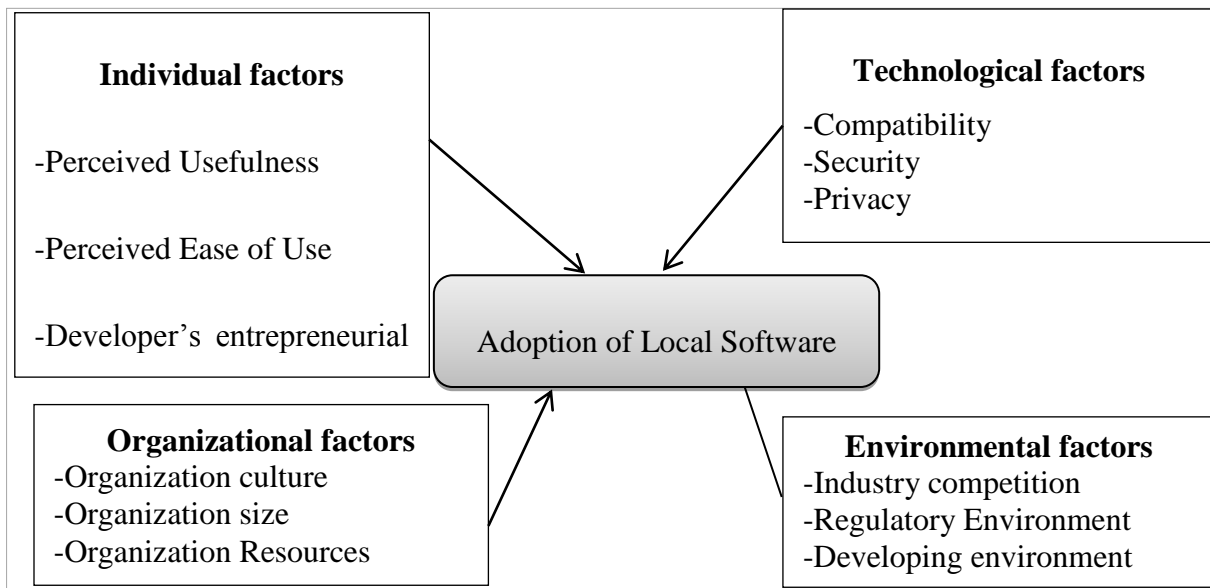 Individual factors
-Perceived Usefulness
-Perceived Ease of Use
-Developer’s entrepreneurial
Technological factors
-Compatibility
-Security
-Privacy
Adoption of Local Software
Organizational factors
-Organization culture
-Organization size
-Organization Resources
Environmental factors
-Industry competition
-Regulatory Environment
-Developing environment